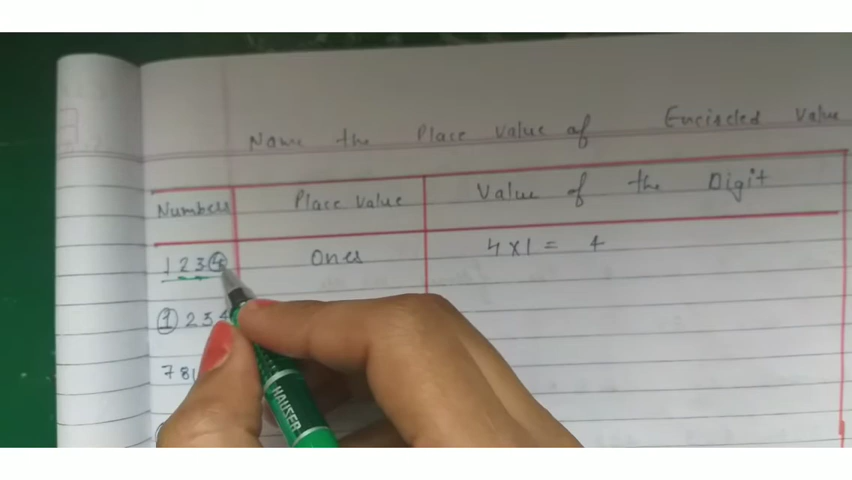 Name the Place value of Encircled Value
Numbers Place value Value of the Digit
1234 Ones 4 x 1 = 4
1234
781
HAUSER